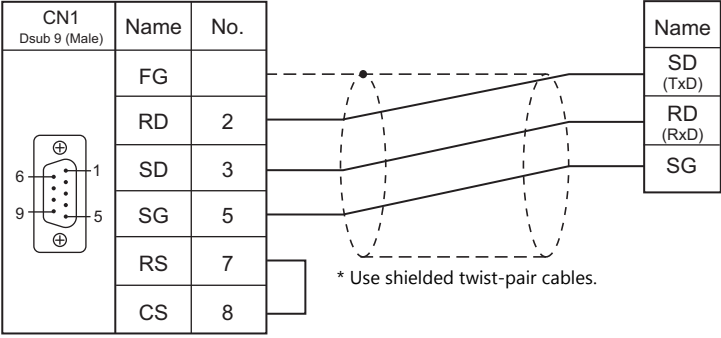 CN1
Dsub 9 (Male)
Name
No.
Name
FG
SD
(TxD)
RD
2
RD
(RxD)
6
1
SD
3
SG
9
5
SG
5
RS
7
* Use shielded twist-pair cables.
CS
8